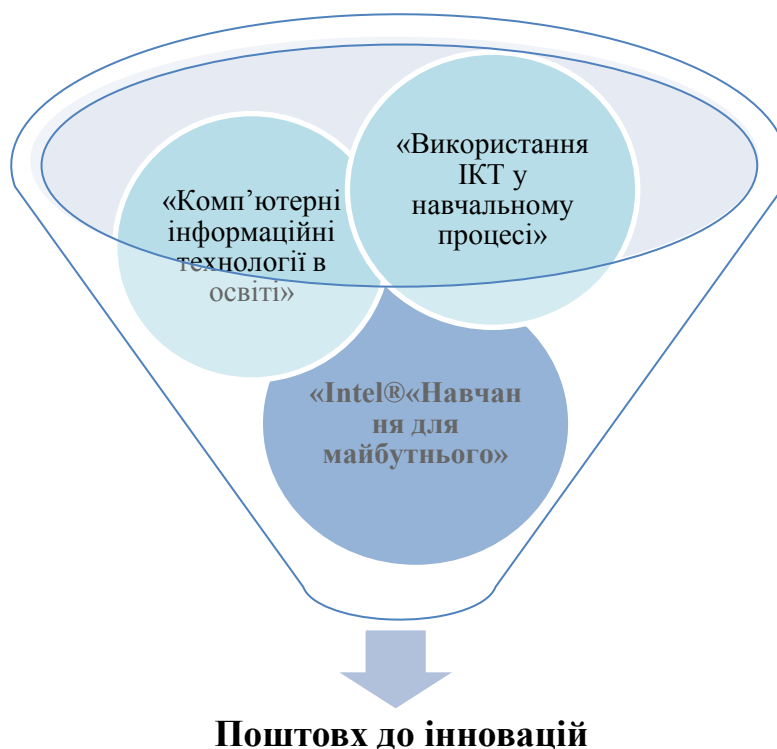 «Використання
ІКТ у
навчальному
процесі»
«Комп’ютерні
інформаційні
технології в
освіті»
«Intel®«Навчан
ня для
майбутнього»
Поштовх до інновацій